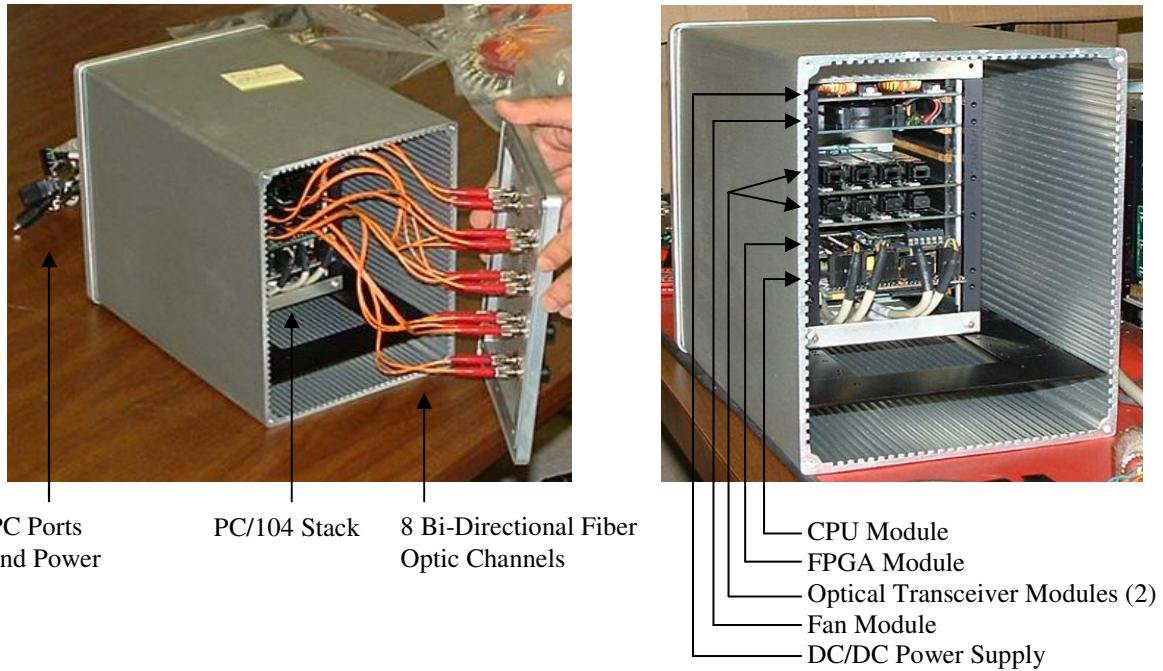 PC Ports
nd Power
PC/104 Stack
8 Bi-Directional Fiber
Optic Channels
CPU Module
FPGA Module
Optical Transceiver Modules (2)
Fan Module
DC/DC Power Supply